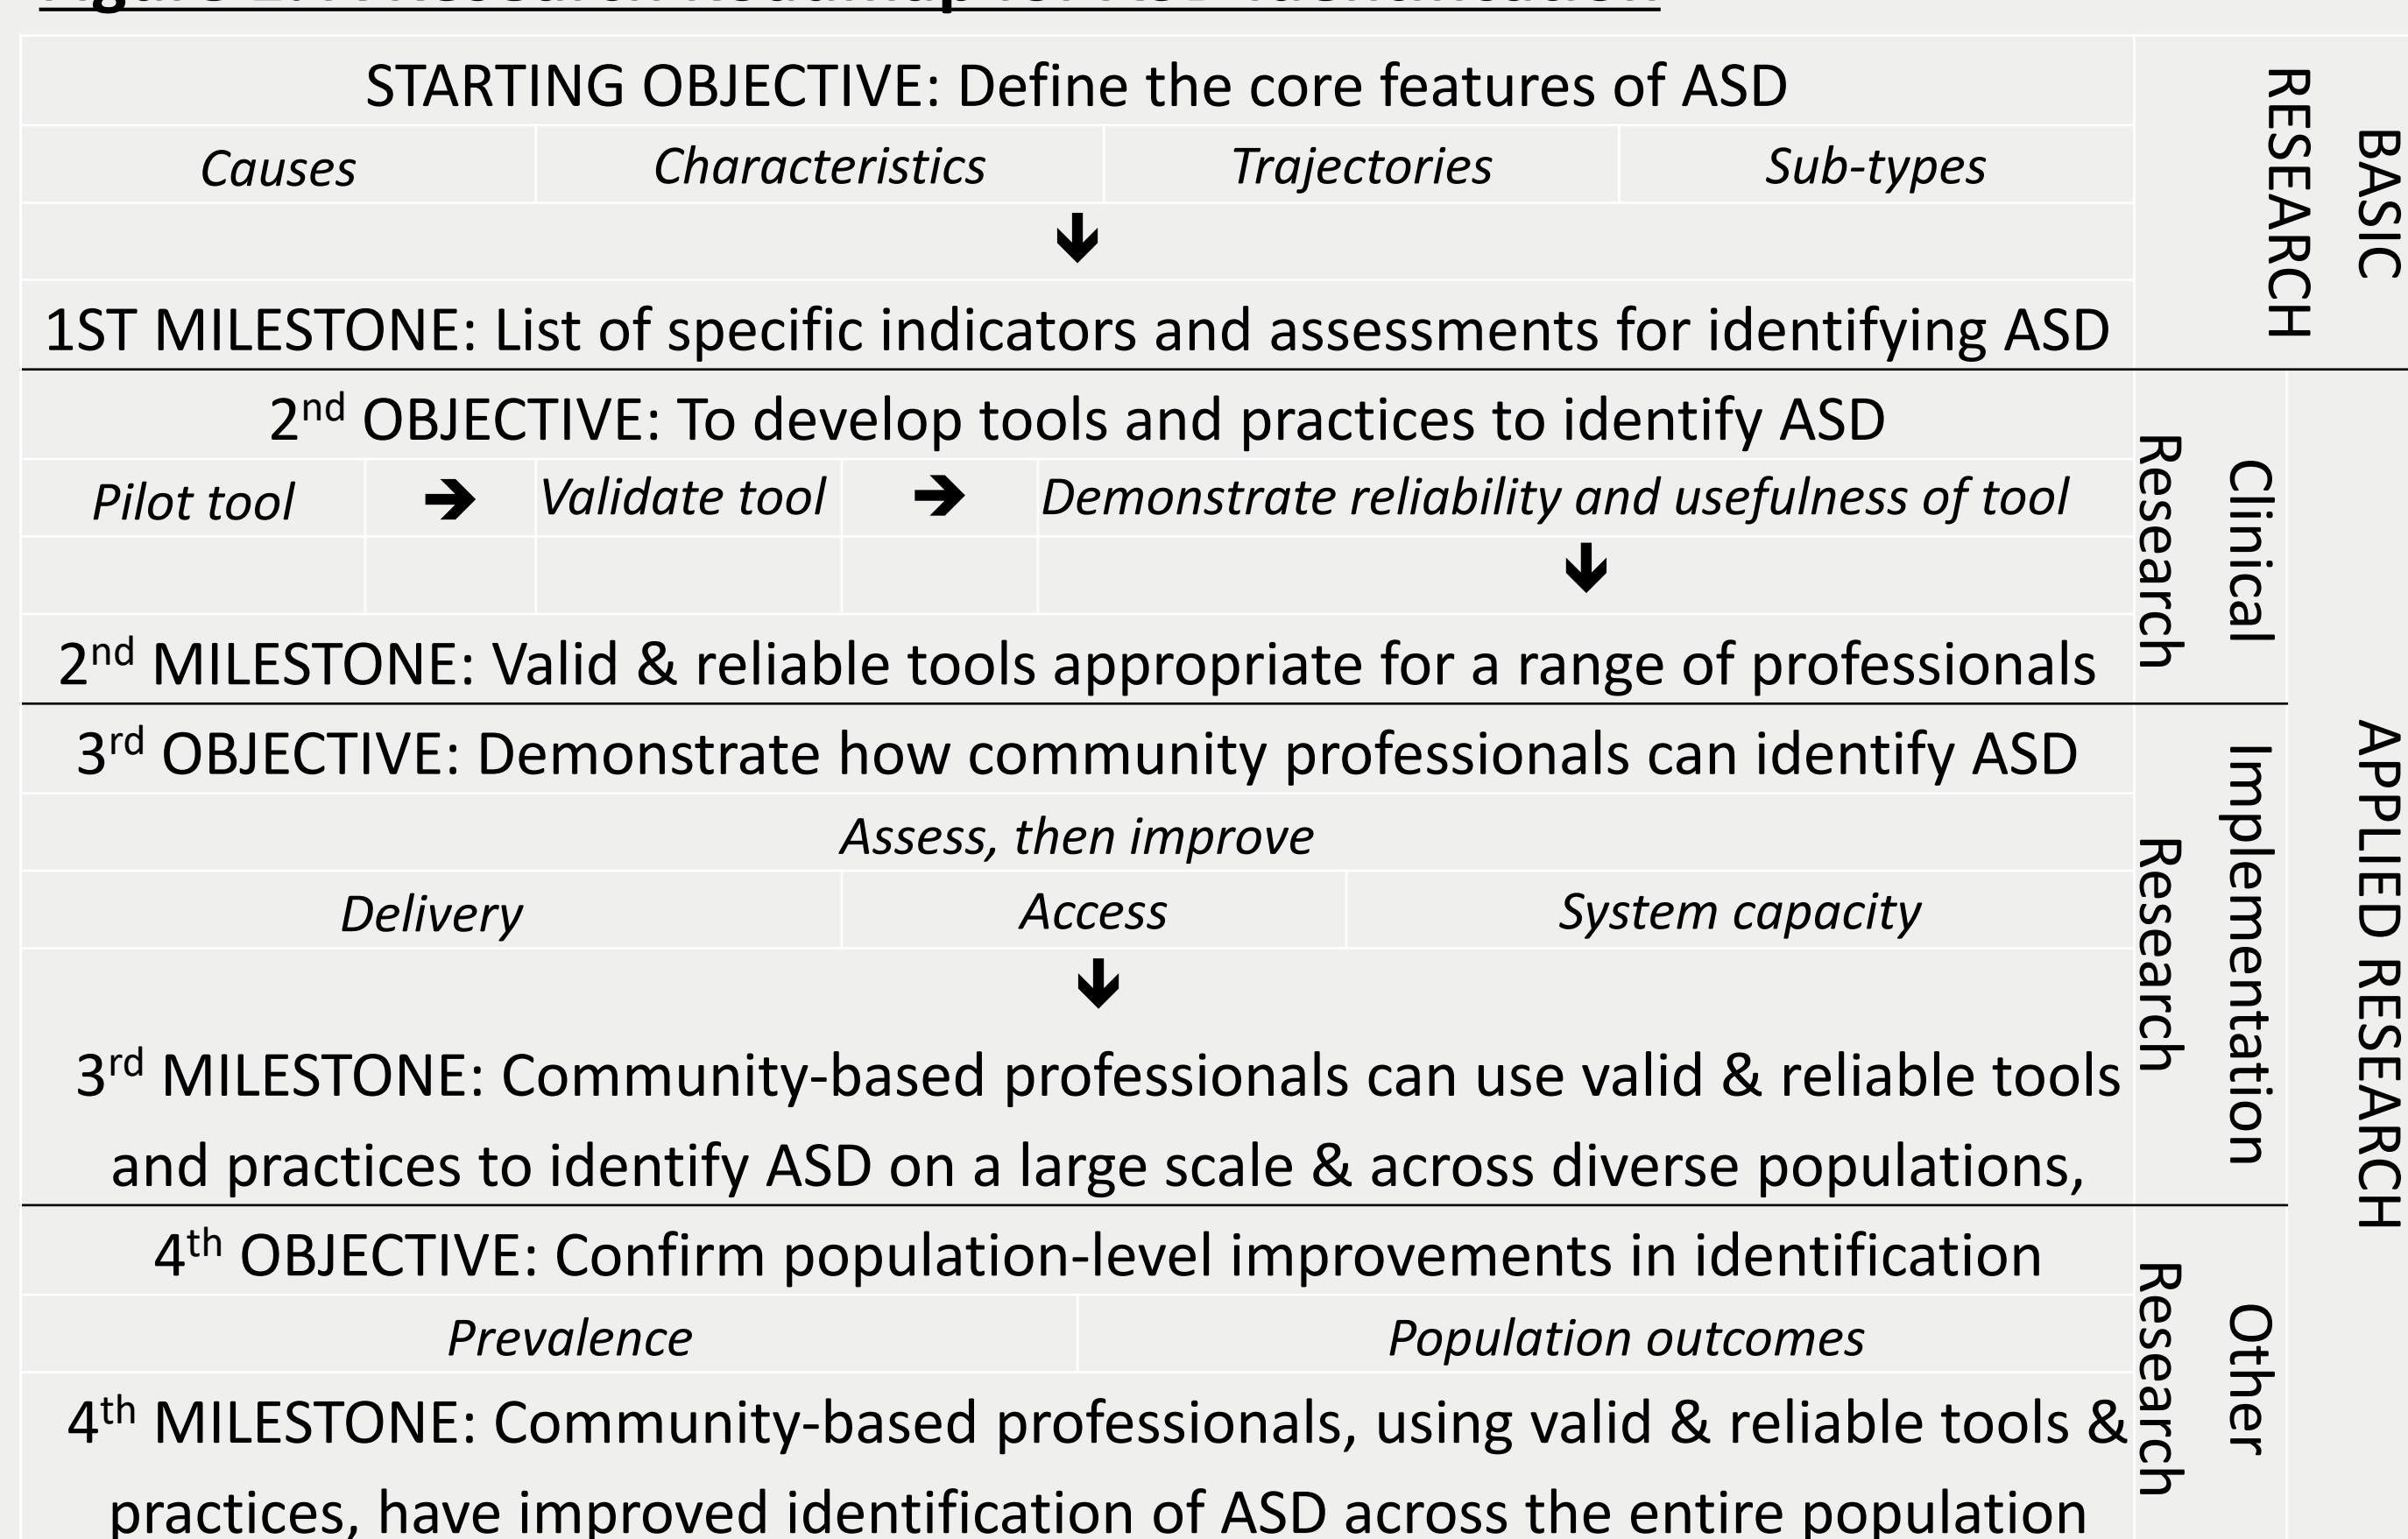 STARTING OBJECTIVE: Define the core features of ASD
Causes Characteristics Trajectories Sub-types
🡫
1ST MILESTONE: List of specific indicators and assessments for identifying ASD
BASIC
RESEARCH
2nd OBJECTIVE: To develop tools and practices to identify ASD
Pilot tool 🡪 Validate tool 🡪 Demonstrate reliability and usefulness of tool
🡫
2nd MILESTONE: Valid & reliable tools appropriate for a range of professionals
Clinical
Research
3rd OBJECTIVE: Demonstrate how community professionals can identify ASD
Assess, then improve
Delivery Access System capacity
🡫
3rd MILESTONE: Community-based professionals can use valid & reliable tools
and practices to identify ASD on a large scale & across diverse populations,
Implementation
Research
4th OBJECTIVE: Confirm population-level improvements in identification
Prevalence Population outcomes
4th MILESTONE: Community-based professionals, using valid & reliable tools &
practices, have improved identification of ASD across the entire population
Other
Research
APPLIED RESEARCH